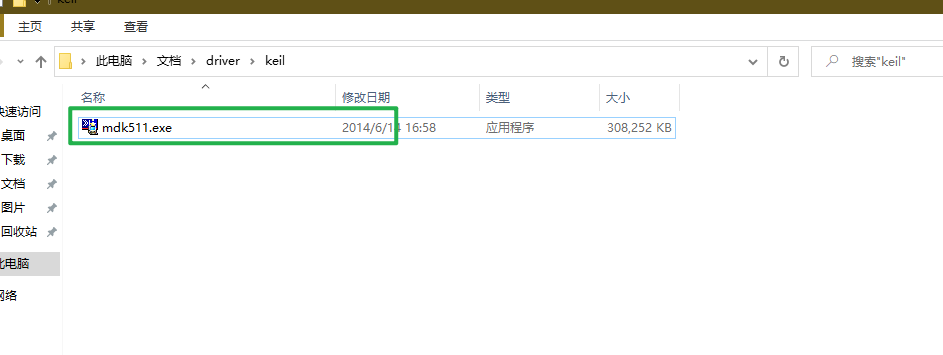 keil
主页 共享 查看
此电脑 文档 driver keil 搜索"keil"
名称 修改日期 类型 大小
快速访问
mdk511.exe 2014/6/14 16:58 应用程序 308,252 KB
桌面
下载
文档
图片
回收站
此电脑
网络